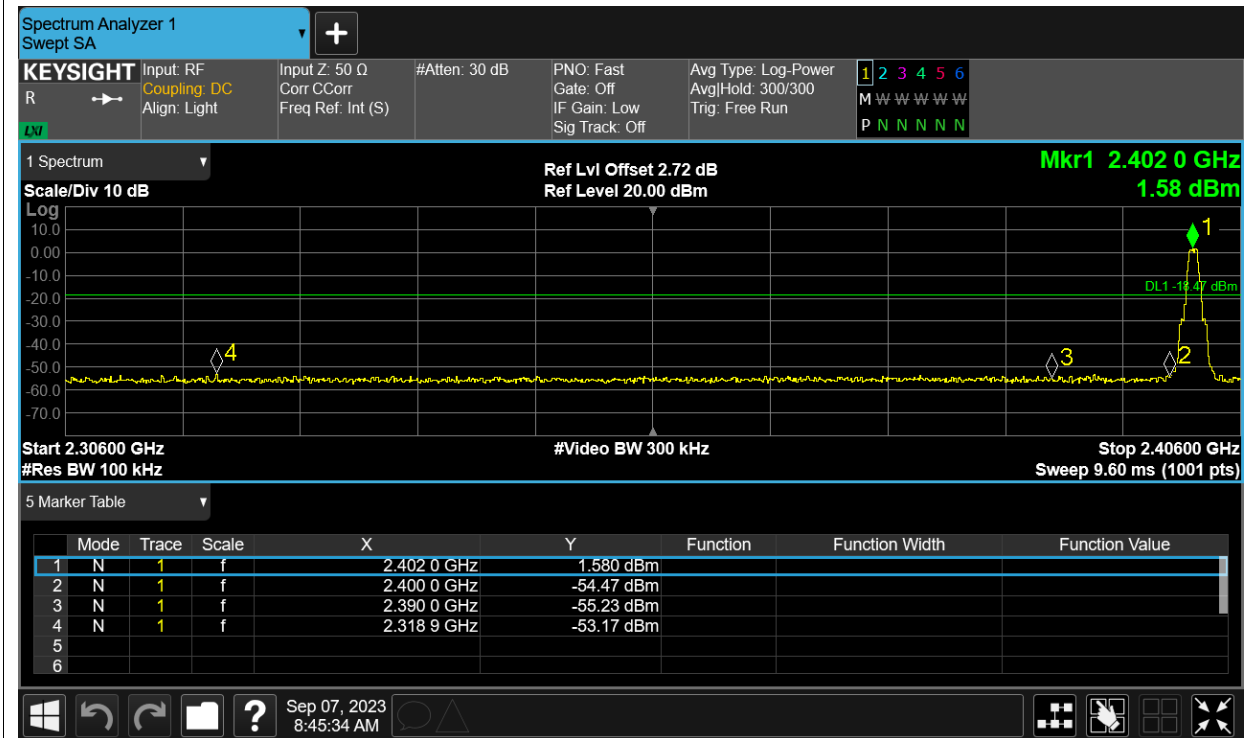 Spectrum Analyzer 1
Swept SA
KEYSIGHT
R
LXI
Input: RF
Coupling: DC
Align: Light
Input Z: 50 Ω
Corr CCorr
Freq Ref: Int (S)
#Atten: 30 dB
PNO: Fast
Gate: Off
IF Gain: Low
Sig Track: Off
Avg Type: Log-Power
Avg|Hold: 300/300
Trig: Free Run
1 2 3 4 5 6
M W W W W W
P N N N N N
1 Spectrum
Scale/Div 10 dB
Ref Lvl Offset 2.72 dB
Ref Level 20.00 dBm
Mkr1 2.402 0 GHz
1.58 dBm
Log
10.0
0.00
-10.0
-20.0
-30.0
-40.0
-50.0
-60.0
-70.0
1
DL1 -18.47 dBm
4
3
2
Start 2.30600 GHz
#Res BW 100 kHz
#Video BW 300 kHz
Stop 2.40600 GHz
Sweep 9.60 ms (1001 pts)
5 Marker Table
Mode Trace Scale X Y Function Function Width Function Value
1 N 1 f 2.402 0 GHz 1.580 dBm
2 N 1 f 2.400 0 GHz -54.47 dBm
3 N 1 f 2.390 0 GHz -55.23 dBm
4 N 1 f 2.318 9 GHz -53.17 dBm
5
6
?
Sep 07, 2023
8:45:34 AM